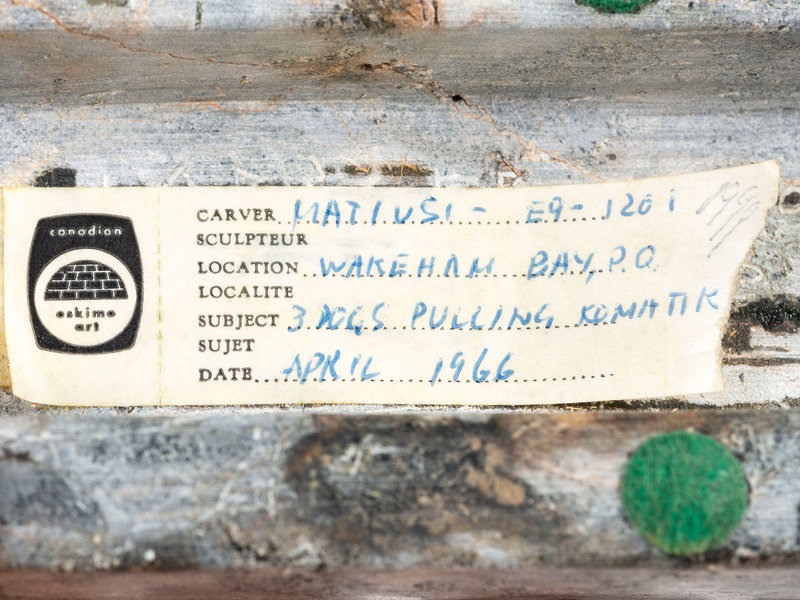 canadian
eskimo
art
CARVER MATIUSI - E9-1201
SCULPTEUR
LOCATION WAKEHAM BAY, P.Q.
LOCALITE
SUBJECT 3 DOGS PULLING KOMATIK
SUJET
DATE APRIL 1966